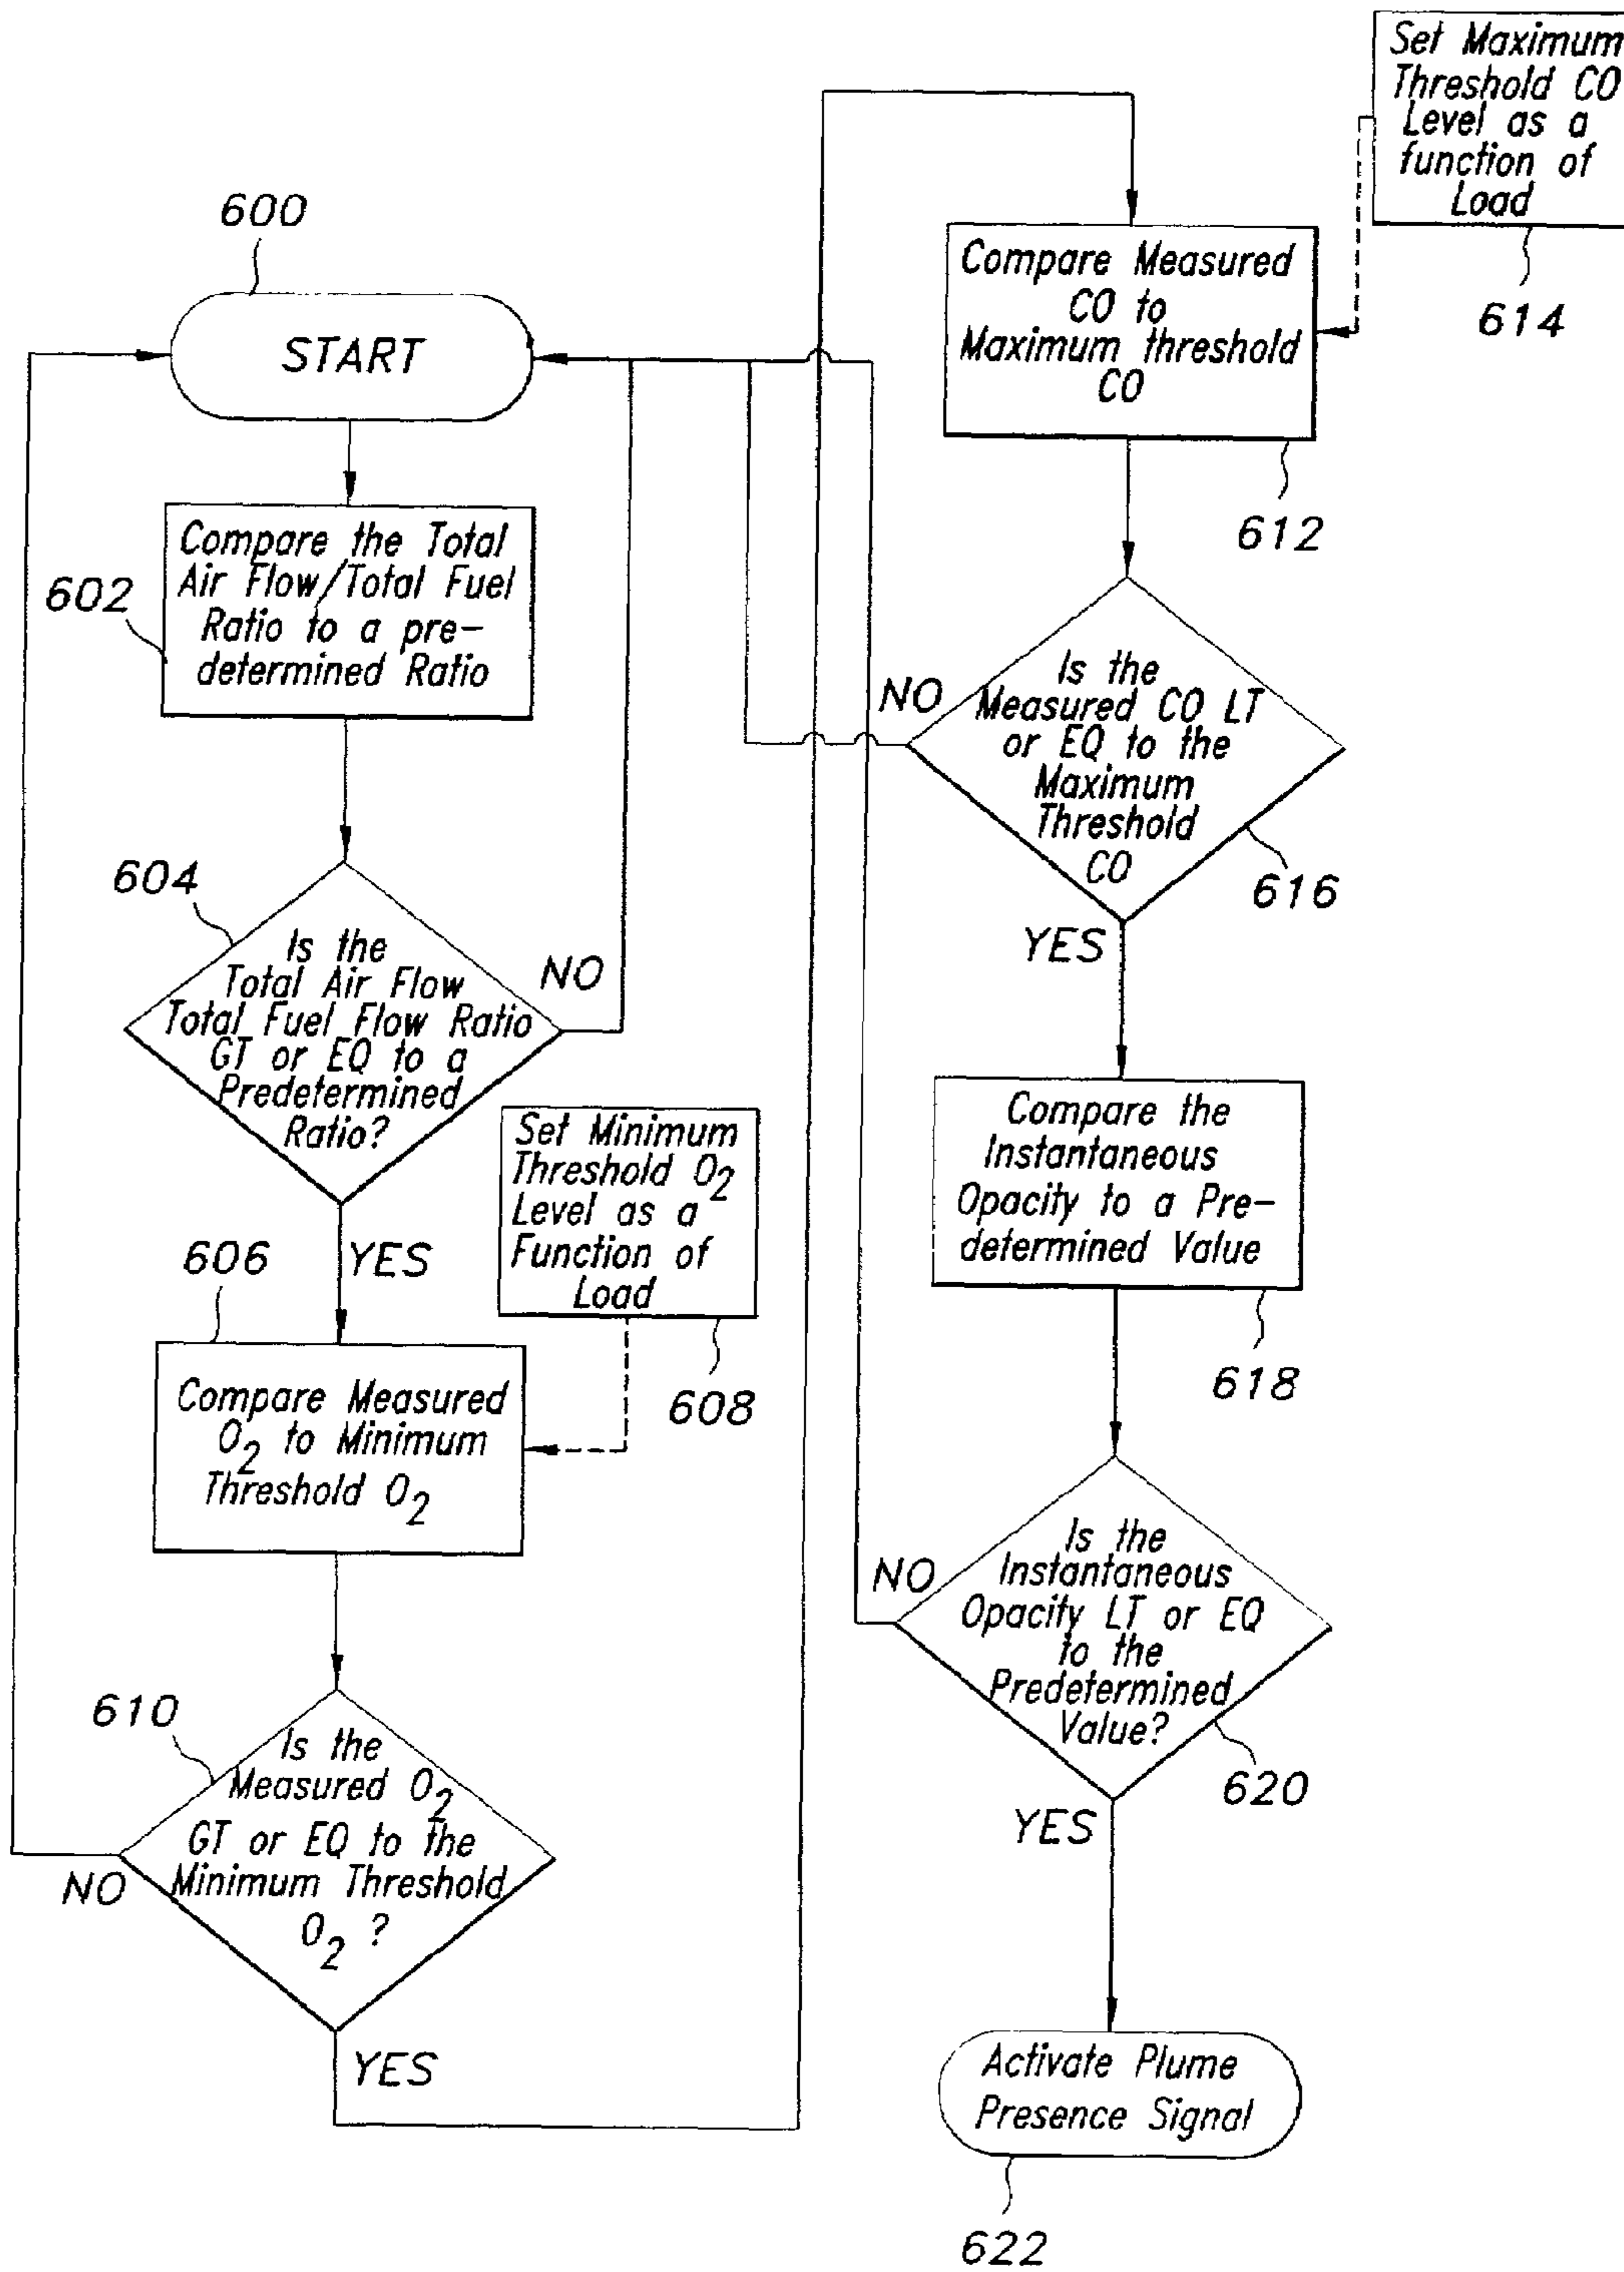 600
START
602
Compare the Total
Air Flow/Total Fuel
Ratio to a pre-
determined Ratio
604
Is the
Total Air Flow
Total Fuel Flow Ratio
GT or EQ to a
Predetermined
Ratio?
NO
YES
606
Compare Measured
O2 to Minimum
Threshold O2
Set Minimum
Threshold O2
Level as a
Function of
Load
608
610
Is the
Measured O2
GT or EQ to the
Minimum Threshold
O2 ?
NO
YES
Set Maximum
Threshold CO
Level as a
function of
Load
614
Compare Measured
CO to
Maximum threshold
CO
612
Is the
Measured CO LT
or EQ to the
Maximum
Threshold
CO
NO
616
YES
Compare the
Instantaneous
Opacity to a Pre-
determined Value
618
Is the
Instantaneous
Opacity LT or EQ
to the
Predetermined
Value?
NO
620
YES
Activate Plume
Presence Signal
622